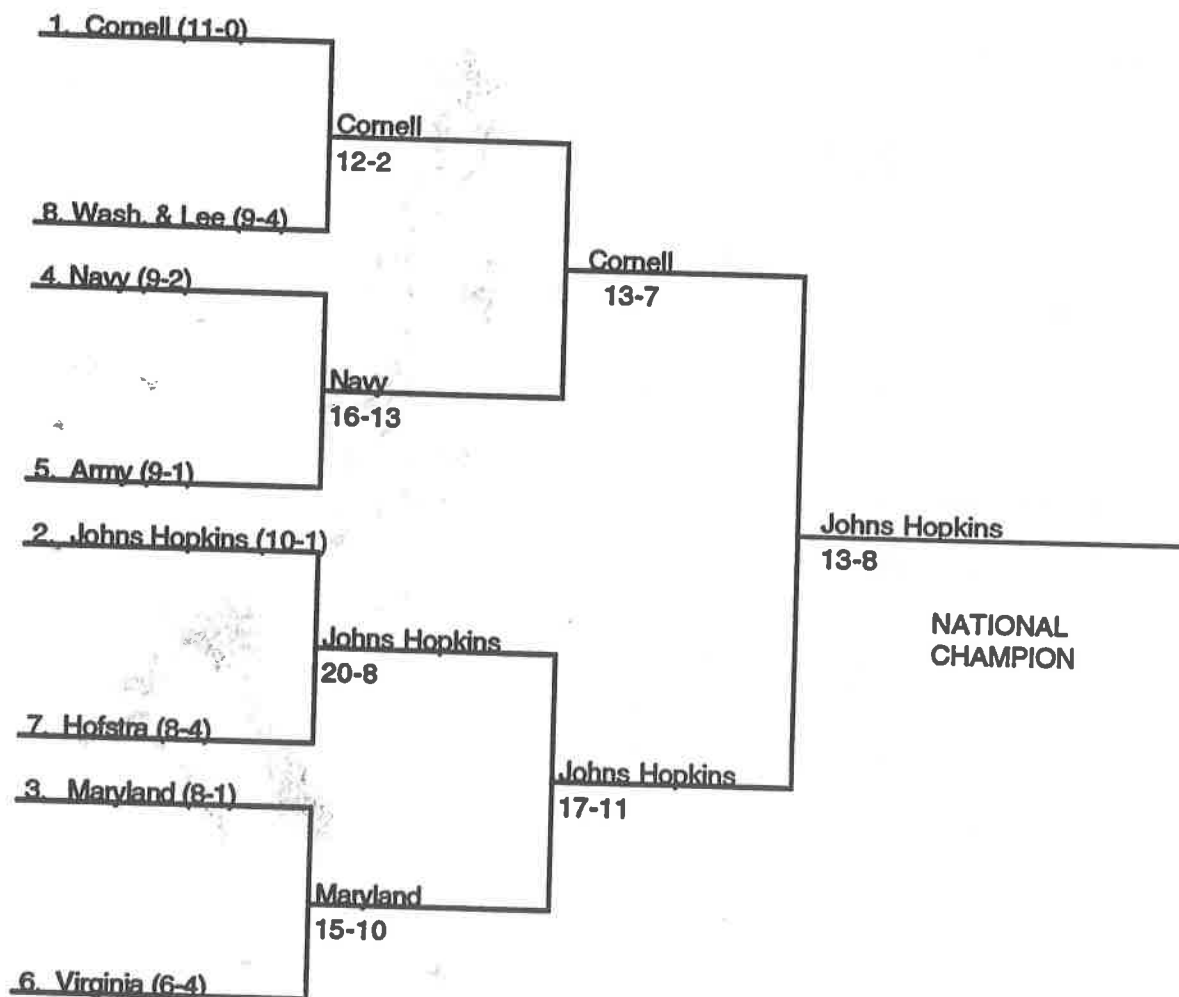 1. Cornell (11-0)
Cornell
12-2
8. Wash. & Lee (9-4)
4. Navy (9-2)
Cornell
13-7
Navy
16-13
5. Army (9-1)
2. Johns Hopkins (10-1)
Johns Hopkins
13-8
NATIONAL
CHAMPION
Johns Hopkins
20-8
7. Hofstra (8-4)
3. Maryland (8-1)
Johns Hopkins
17-11
Maryland
15-10
6. Virginia (6-4)